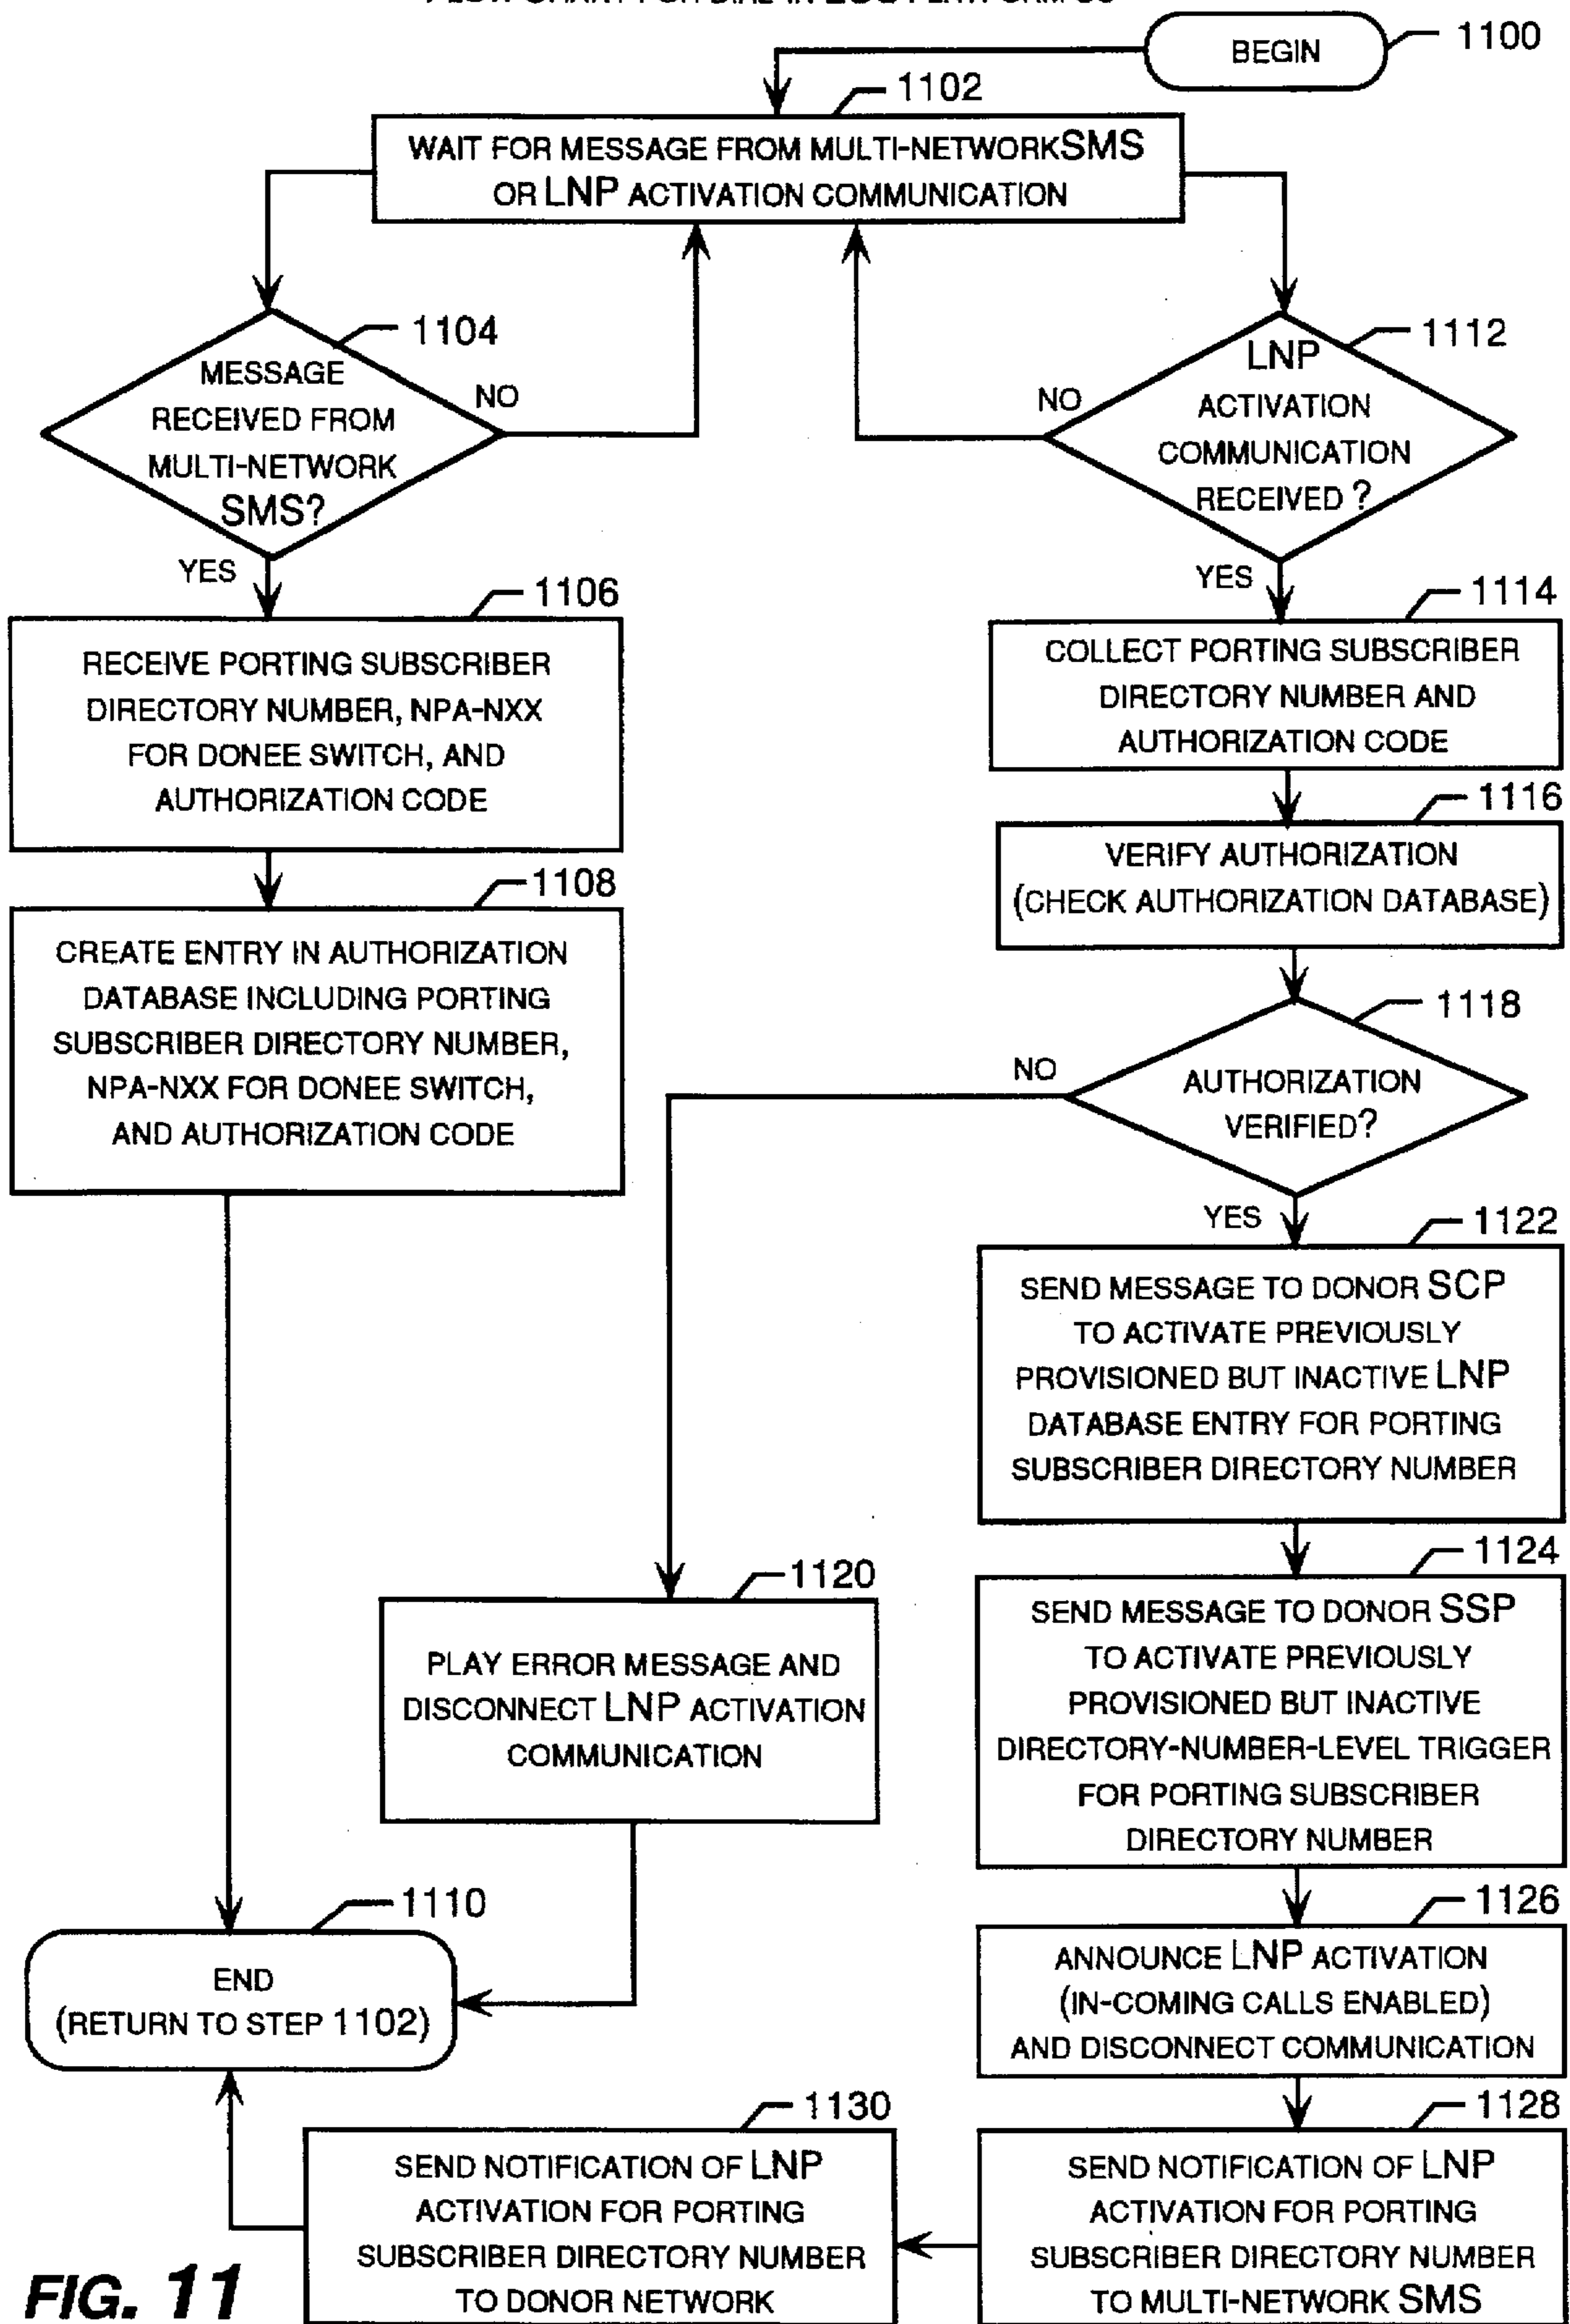 BEGIN
1100
1102
WAIT FOR MESSAGE FROM MULTI-NETWORK SMS
OR LNP ACTIVATION COMMUNICATION
1104
MESSAGE
RECEIVED FROM
MULTI-NETWORK
SMS?
NO
YES
1112
LNP
ACTIVATION
COMMUNICATION
RECEIVED ?
NO
YES
1106
RECEIVE PORTING SUBSCRIBER
DIRECTORY NUMBER, NPA-NXX
FOR DONEE SWITCH, AND
AUTHORIZATION CODE
1114
COLLECT PORTING SUBSCRIBER
DIRECTORY NUMBER AND
AUTHORIZATION CODE
1116
VERIFY AUTHORIZATION
(CHECK AUTHORIZATION DATABASE)
1108
CREATE ENTRY IN AUTHORIZATION
DATABASE INCLUDING PORTING
SUBSCRIBER DIRECTORY NUMBER,
NPA-NXX FOR DONEE SWITCH,
AND AUTHORIZATION CODE
1118
AUTHORIZATION
VERIFIED?
NO
YES
1122
SEND MESSAGE TO DONOR SCP
TO ACTIVATE PREVIOUSLY
PROVISIONED BUT INACTIVE LNP
DATABASE ENTRY FOR PORTING
SUBSCRIBER DIRECTORY NUMBER
1124
SEND MESSAGE TO DONOR SSP
TO ACTIVATE PREVIOUSLY
PROVISIONED BUT INACTIVE
DIRECTORY-NUMBER-LEVEL TRIGGER
FOR PORTING SUBSCRIBER
DIRECTORY NUMBER
1120
PLAY ERROR MESSAGE AND
DISCONNECT LNP ACTIVATION
COMMUNICATION
1110
END
(RETURN TO STEP 1102)
1126
ANNOUNCE LNP ACTIVATION
(IN-COMING CALLS ENABLED)
AND DISCONNECT COMMUNICATION
1130
SEND NOTIFICATION OF LNP
ACTIVATION FOR PORTING
SUBSCRIBER DIRECTORY NUMBER
TO DONOR NETWORK
1128
SEND NOTIFICATION OF LNP
ACTIVATION FOR PORTING
SUBSCRIBER DIRECTORY NUMBER
TO MULTI-NETWORK SMS
FIG. 11